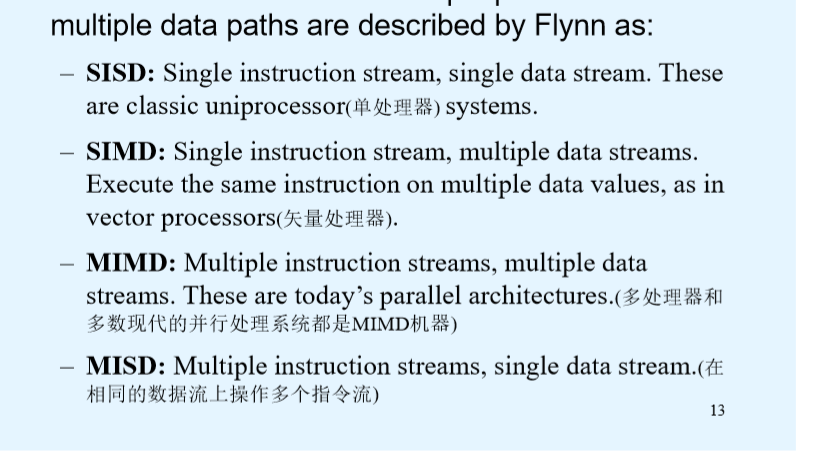 multiple data paths are described by Flynn as:
– SISD: Single instruction stream, single data stream. These
are classic uniprocessor(单处理器) systems.
– SIMD: Single instruction stream, multiple data streams.
Execute the same instruction on multiple data values, as in
vector processors(矢量处理器).
– MIMD: Multiple instruction streams, multiple data
streams. These are today’s parallel architectures.(多处理器和
多数现代的并行处理系统都是MIMD机器)
– MISD: Multiple instruction streams, single data stream.(在
相同的数据流上操作多个指令流)
13